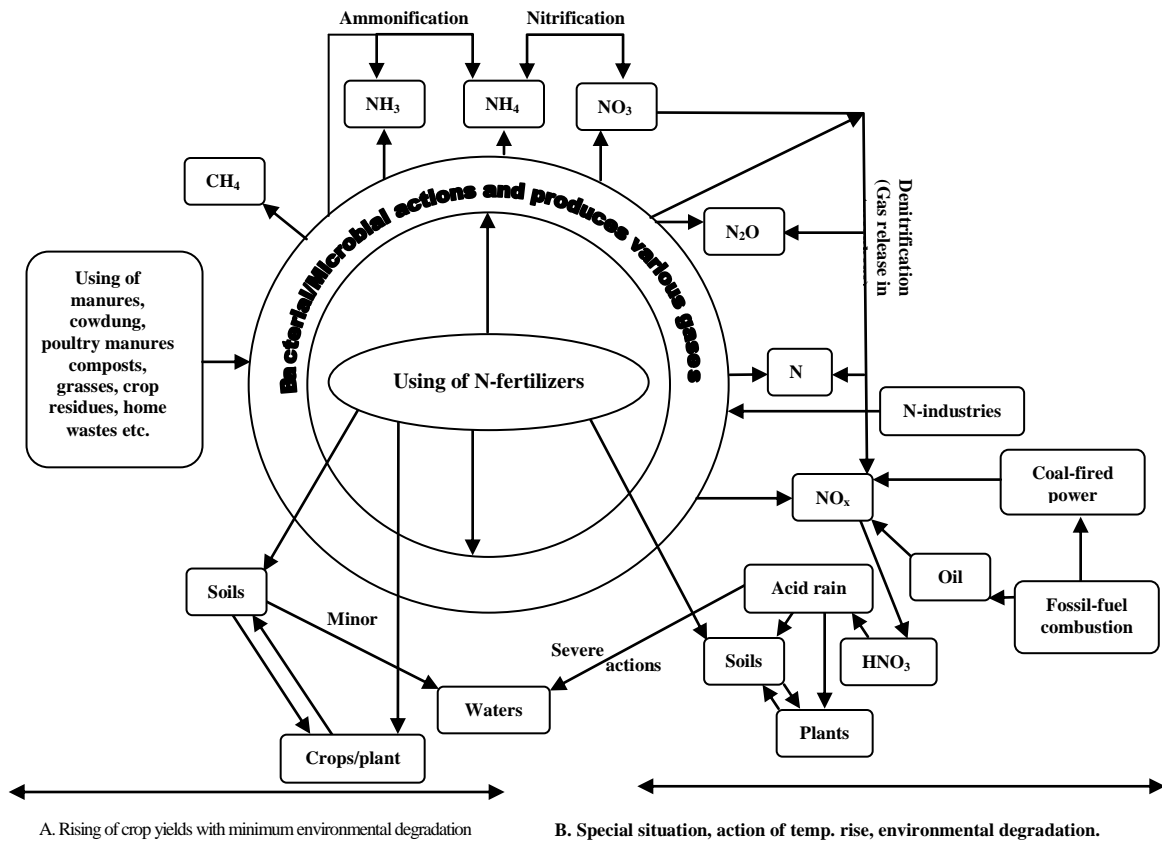 Ammonification
Nitrification
NH₃
NH₄
NO₃
CH₄
Bacterial/Microbial actions and produces various gases
Denitrification
(Gas release in
N₂O
Using of
manures,
cowdung,
poultry manures
composts,
grasses, crop
residues, home
wastes etc.
Using of N-fertilizers
N
N-industries
NOₓ
Coal-fired
power
Oil
Fossil-fuel
combustion
Soils
Minor
Acid rain
Severe
actions
Soils
HNO₃
Waters
Plants
Crops/plant
A. Rising of crop yields with minimum environmental degradation
B. Special situation, action of temp. rise, environmental degradation.